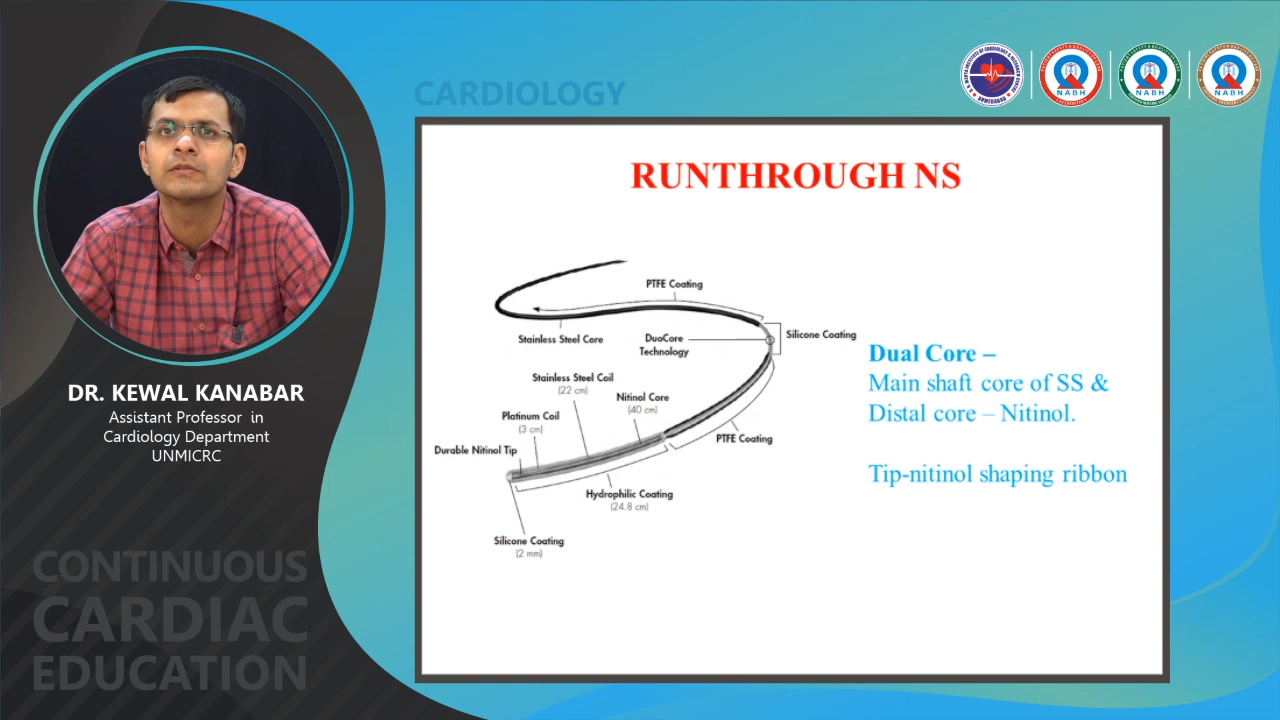 CARDIOLOGY
NABH
NABH
NABH
AHMEDABAD
RUNTHROUGH NS
PTFE Coating
Stainless Steel Core
DuoCore
Technology
Silicone Coating
Stainless Steel Coil
(22 cm)
Nitinol Core
(40 cm)
Platinum Coil
(3 cm)
Durable Nitinol Tip
PTFE Coating
Hydrophilic Coating
(24.8 cm)
Silicone Coating
(2 mm)
Dual Core –
Main shaft core of SS &
Distal core – Nitinol.
Tip-nitinol shaping ribbon
DR. KEWAL KANABAR
Assistant Professor in
Cardiology Department
UNMICRC
CONTINUOUS
CARDIAC
EDUCATION